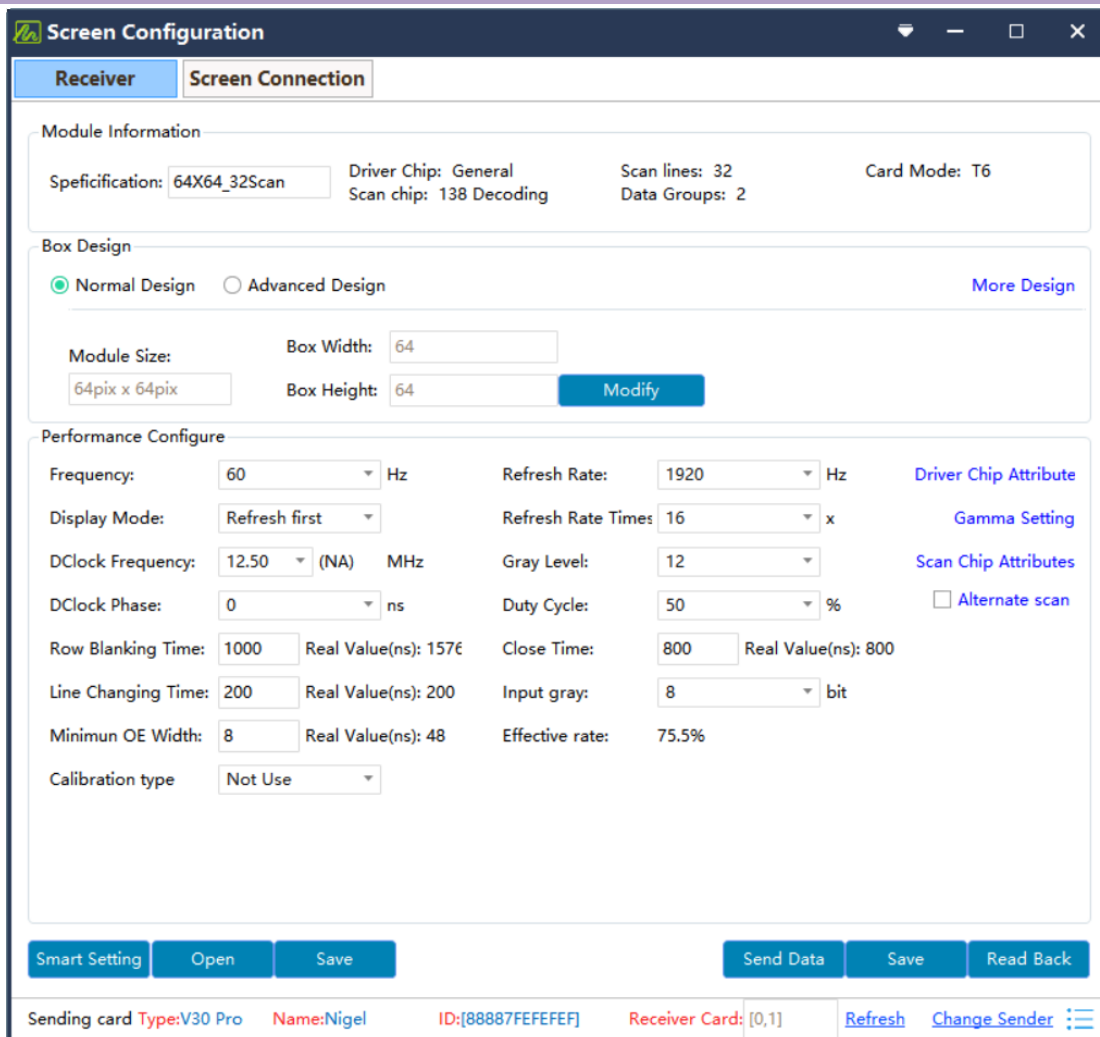 Screen Configuration
Receiver Screen Connection
Module Information
Speficification: 64X64_32Scan Driver Chip: General Scan lines: 32 Card Mode: T6
Scan chip: 138 Decoding Data Groups: 2
Box Design
Normal Design Advanced Design More Design
Module Size: Box Width: 64
64pix x 64pix Box Height: 64 Modify
Performance Configure
Frequency: 60 Hz Refresh Rate: 1920 Hz Driver Chip Attribute
Display Mode: Refresh first Refresh Rate Times 16 x Gamma Setting
DClock Frequency: 12.50 (NA) MHz Gray Level: 12 Scan Chip Attributes
DClock Phase: 0 ns Duty Cycle: 50 % Alternate scan
Row Blanking Time: 1000 Real Value(ns): 1576 Close Time: 800 Real Value(ns): 800
Line Changing Time: 200 Real Value(ns): 200 Input gray: 8 bit
Minimun OE Width: 8 Real Value(ns): 48 Effective rate: 75.5%
Calibration type Not Use
Smart Setting Open Save Send Data Save Read Back
Sending card Type:V30 Pro Name:Nigel ID:[88887FEFEFEF] Receiver Card: [0,1] Refresh Change Sender